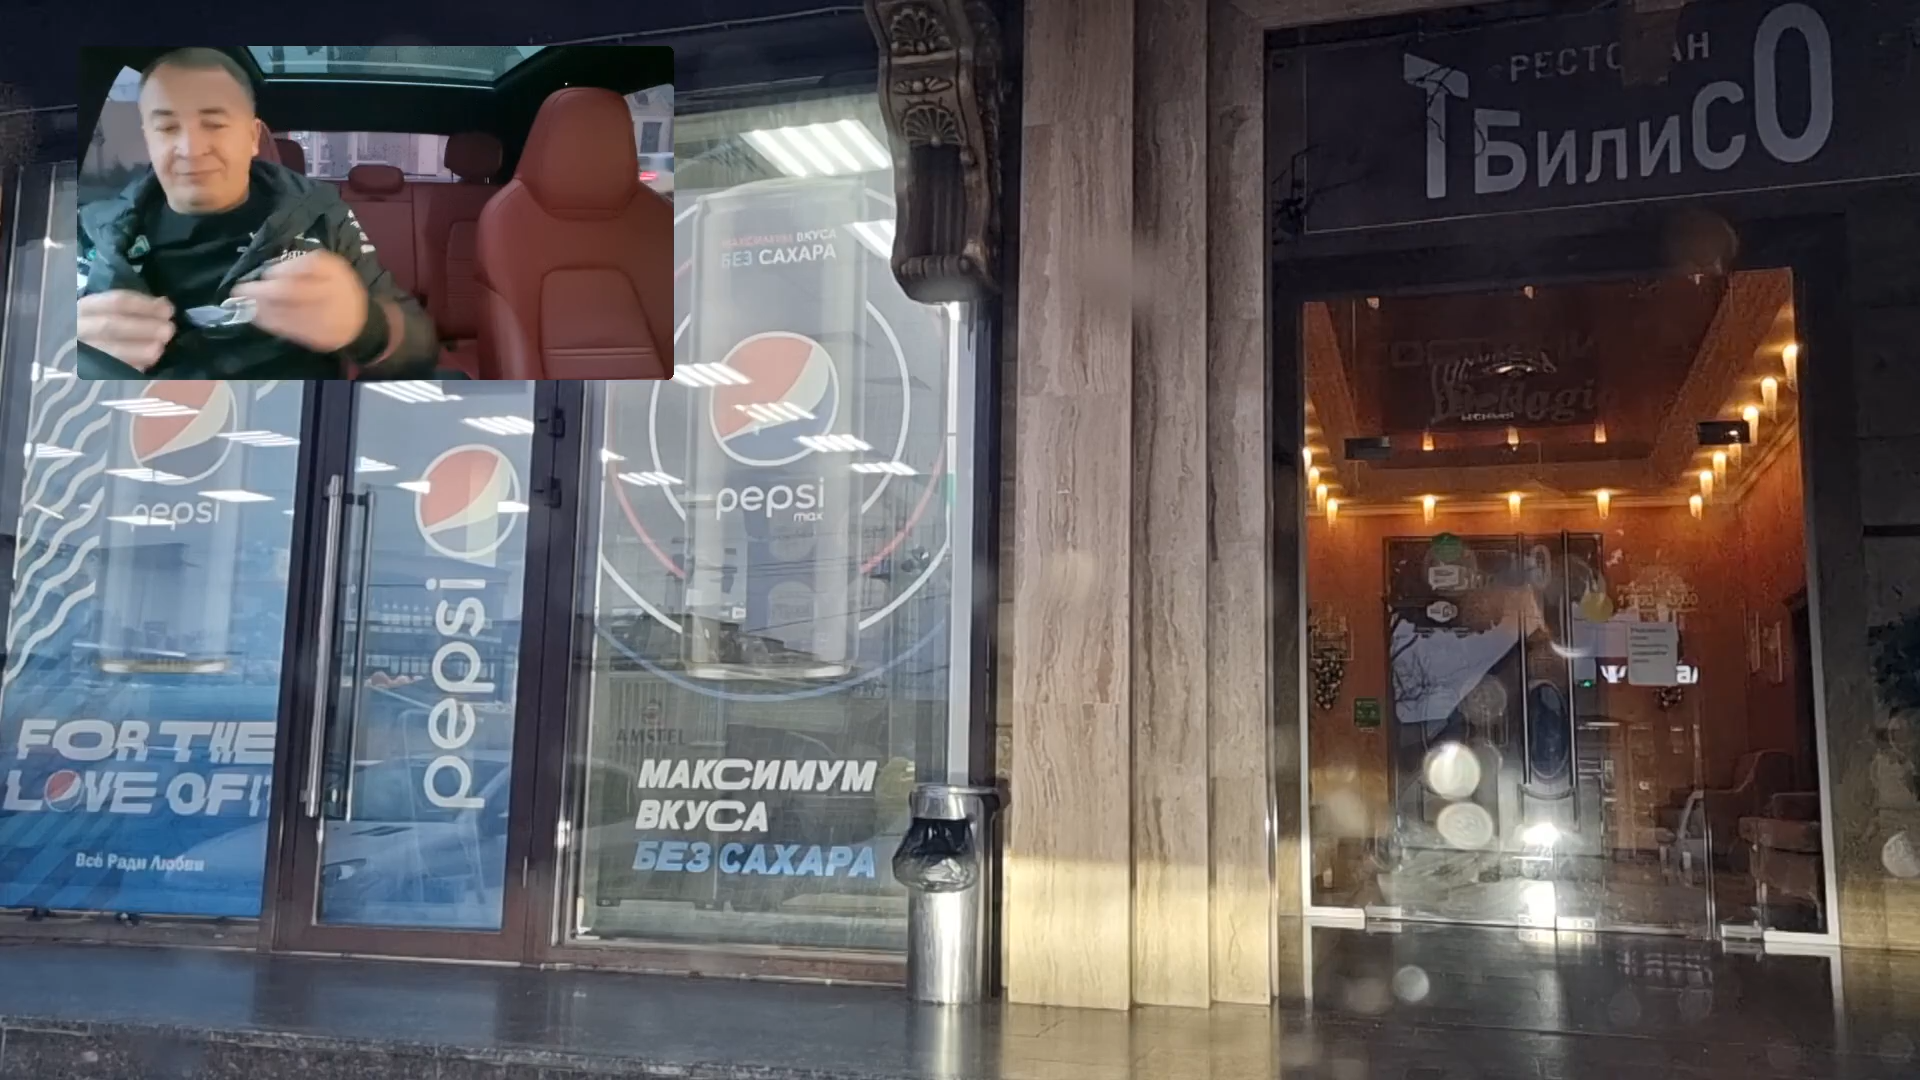 РЕСТОРАН
ТБИЛИСО
МАКСИМУМ ВКУСА
БЕЗ САХАРА
pepsi
max
pepsi
pepsi
AMSTEL
МАКСИМУМ
ВКУСА
БЕЗ САХАРА
FOR THE
LOVE OF IT
Всё Ради Любви